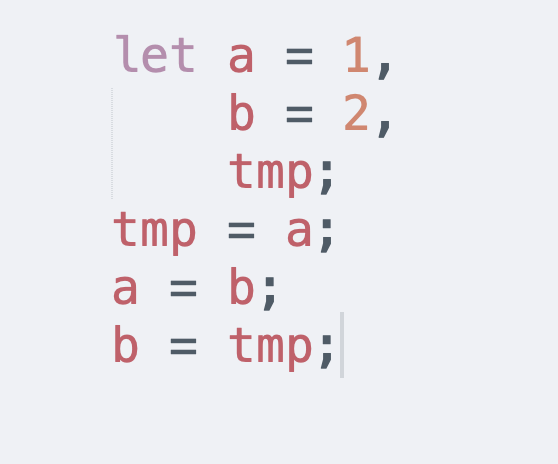 let a = 1,
    b = 2,
    tmp;
tmp = a;
a = b;
b = tmp;